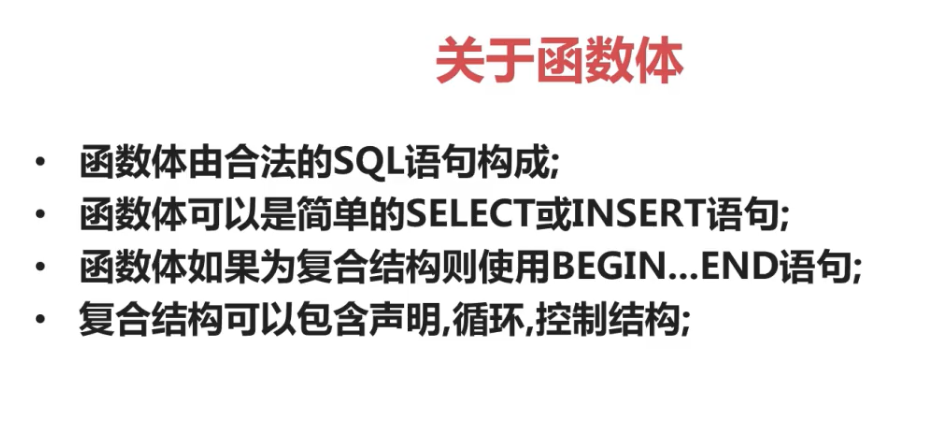 关于函数体
• 函数体由合法的SQL语句构成;
• 函数体可以是简单的SELECT或INSERT语句;
• 函数体如果为复合结构则使用BEGIN...END语句;
• 复合结构可以包含声明,循环,控制结构;